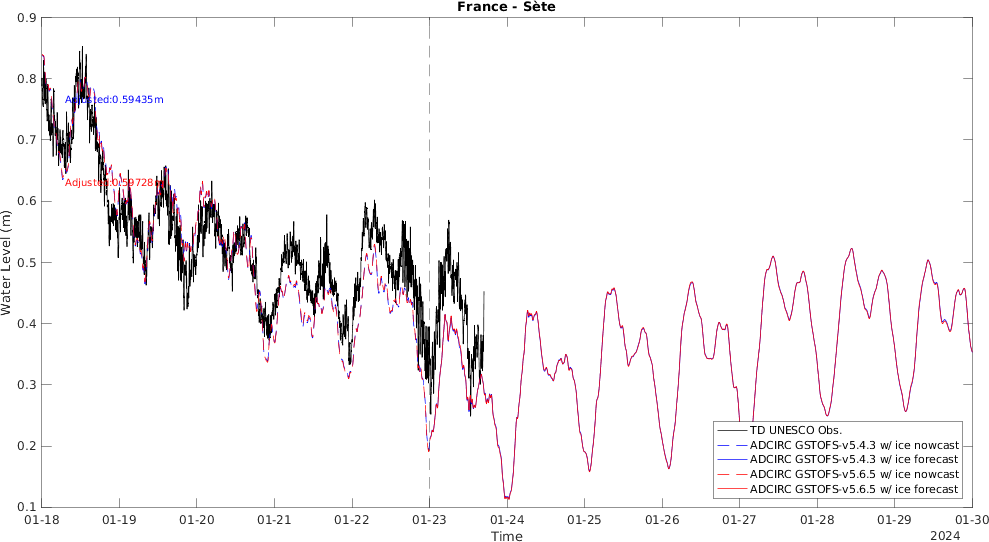 France - Sète
0.9
0.8
0.7
0.6
0.5
0.4
0.3
0.2
0.1
Water Level (m)
Adjusted:0.59435m
Adjusted:0.59728m
TD UNESCO Obs.
ADCIRC GSTOFS-v5.4.3 w/ ice nowcast
ADCIRC GSTOFS-v5.4.3 w/ ice forecast
ADCIRC GSTOFS-v5.6.5 w/ ice nowcast
ADCIRC GSTOFS-v5.6.5 w/ ice forecast
01-18 01-19 01-20 01-21 01-22 01-23 01-24 01-25 01-26 01-27 01-28 01-29 01-30
Time
2024